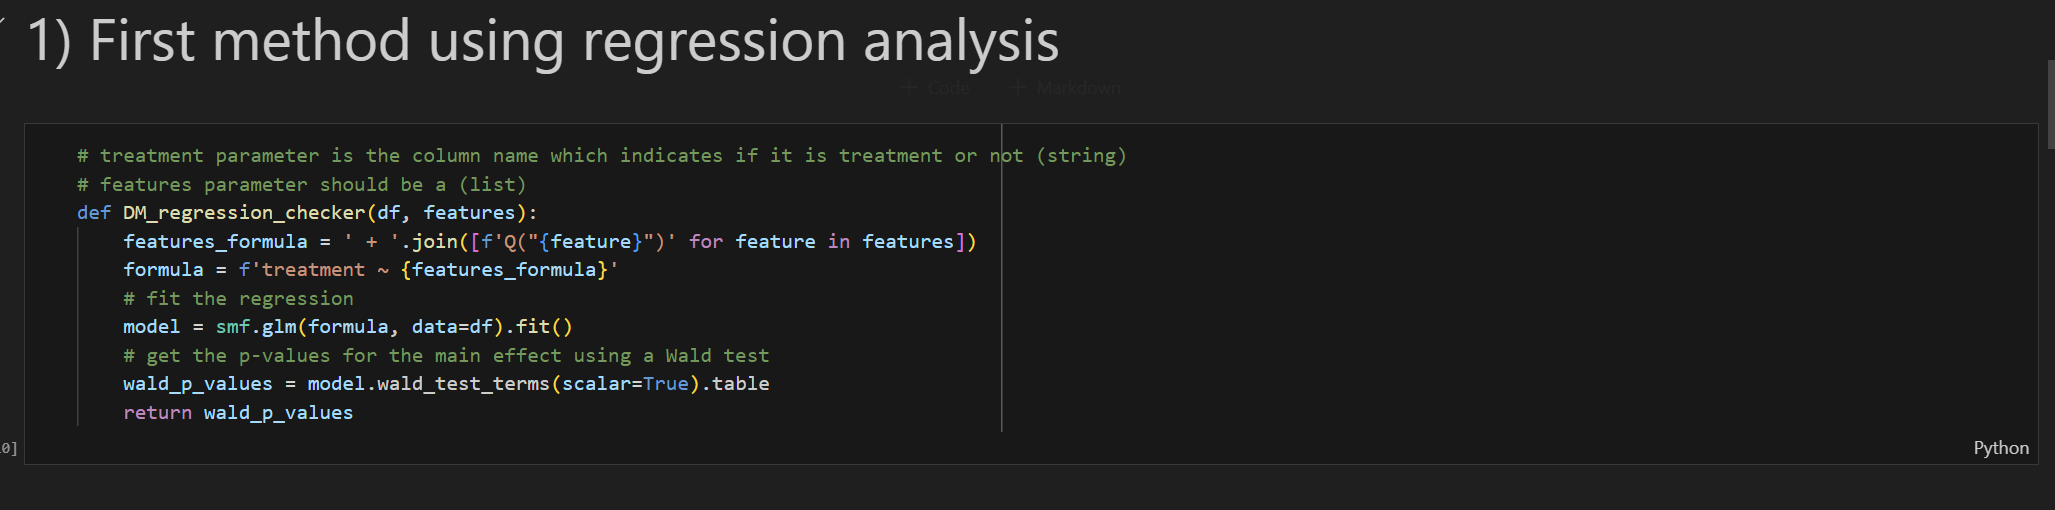 1) First method using regression analysis
+ Code + Markdown
# treatment parameter is the column name which indicates if it is treatment or not (string)
# features parameter should be a (list)
def DM_regression_checker(df, features):
features_formula = ' + '.join([f'Q("{feature}")' for feature in features])
formula = f'treatment ~ {features_formula}'
# fit the regression
model = smf.glm(formula, data=df).fit()
# get the p-values for the main effect using a Wald test
wald_p_values = model.wald_test_terms(scalar=True).table
return wald_p_values
0]
Python